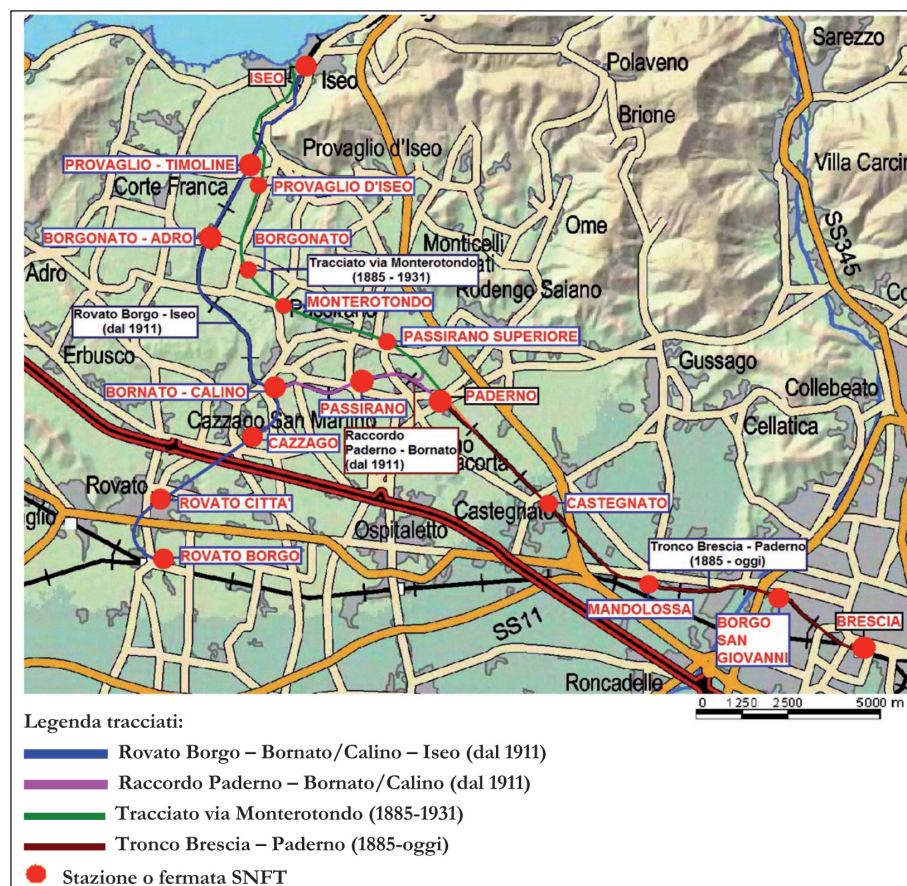 Sarezzo
Polaveno
ISEO
Iseo
Brione
Provaglio d'Iseo
PROVAGLIO - TIMOLINE
Villa Carcin
Corte Franca
PROVAGLIO D'ISEO
Ome
SS345
BORGONATO - ADRO
BORGONATO
Monticelli
ati
Adro
Tracciato via Monterotondo
(1885 - 1931)
Rodengo Saiano
Co
MONTEROTONDO
Rovato Borgo - Iseo
(dal 1911)
PASSIRANO SUPERIORE
Erbusco
Gussago
BORNATO - CALINO
PASSIRANO
PADERNO
Collebeato
Cazzago San Martino
Cellatica
CAZZAGO
Raccordo
Paderno - Bornato
(dal 1911)
acorta
Rovato
ROVATO CITTA'
Castegnato
CASTEGNATO
aglio
Ospitaletto
ROVATO BORGO
Tronco Brescia - Paderno
(1885 - oggi)
MANDOLOSSA
BORGO
SAN
GIOVANNI
BRESCIA
SS11
Roncadelle
0 1250 2500 5000 m
Legenda tracciati:
Rovato Borgo – Bornato/Calino – Iseo (dal 1911)
Raccordo Paderno – Bornato/Calino (dal 1911)
Tracciato via Monterotondo (1885-1931)
Tronco Brescia – Paderno (1885-oggi)
Stazione o fermata SNFT